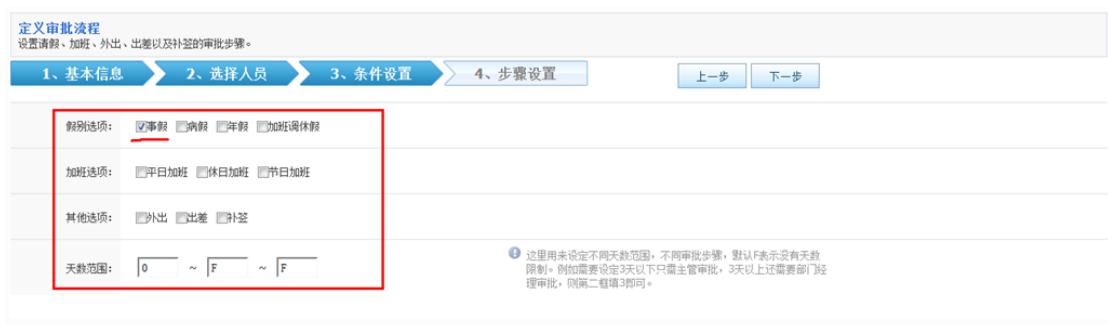 定义审批流程
设置请假、加班、外出、出差以及补签的审批步骤。
1、基本信息 2、选择人员 3、条件设置 4、步骤设置 上一步 下一步
假别选项: 事假 病假 年假 加班调休假
加班选项: 平日加班 休日加班 节日加班
其他选项: 外出 出差 补签
天数范围: 0 ~ F ~ F
这里用来设定不同天数范围，不同审批步骤，默认F表示没有天数
限制。例如需要设定3天以下只需主管审批，3天以上还需要部门经
理审批，则第二框填3即可。